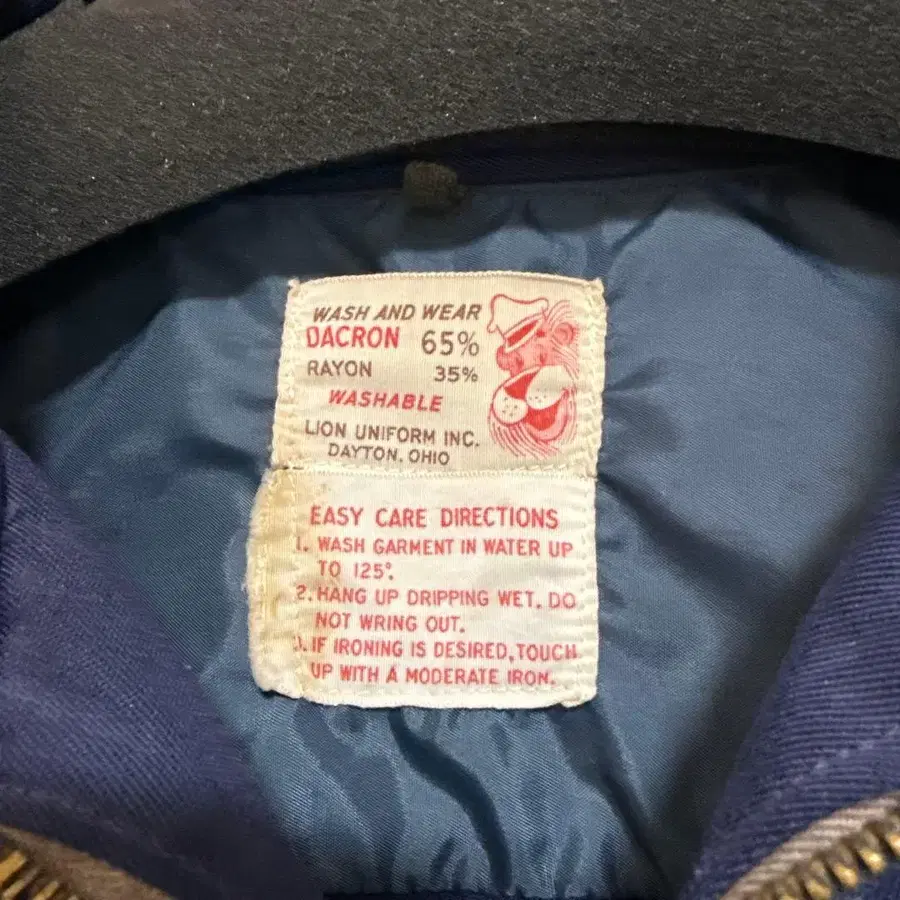 WASH AND WEAR
DACRON 65%
RAYON 35%
WASHABLE
LION UNIFORM INC.
DAYTON, OHIO
EASY CARE DIRECTIONS
1. WASH GARMENT IN WATER UP
TO 125°.
2. HANG UP DRIPPING WET. DO
NOT WRING OUT.
3. IF IRONING IS DESIRED, TOUCH
UP WITH A MODERATE IRON.